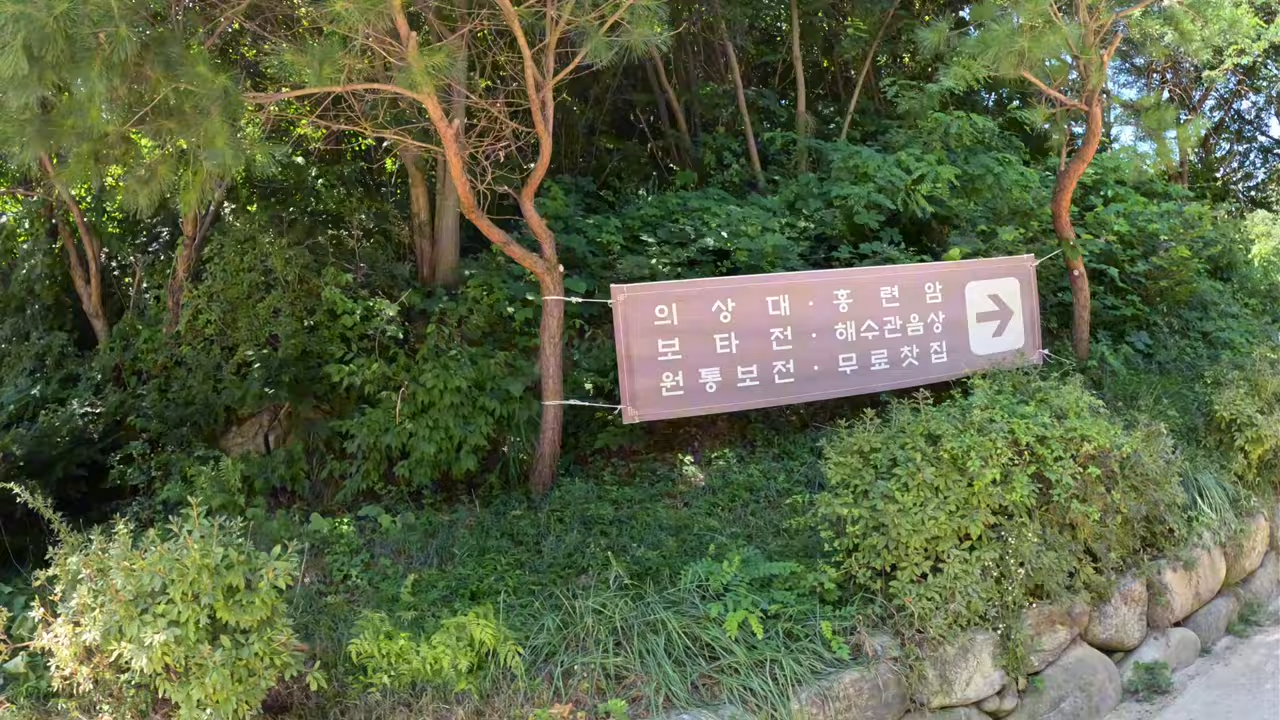 의 상 대 · 홍 련 암
보 타 전 · 해수관음상
원통보전 · 무료찻집